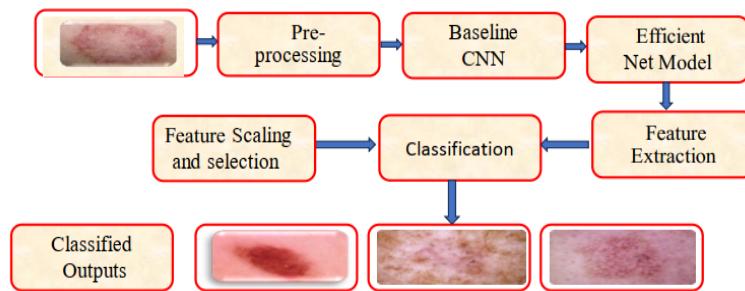 Pre-
processing
Baseline
CNN
Efficient
Net Model
Feature Scaling
and selection
Classification
Feature
Extraction
Classified
Outputs